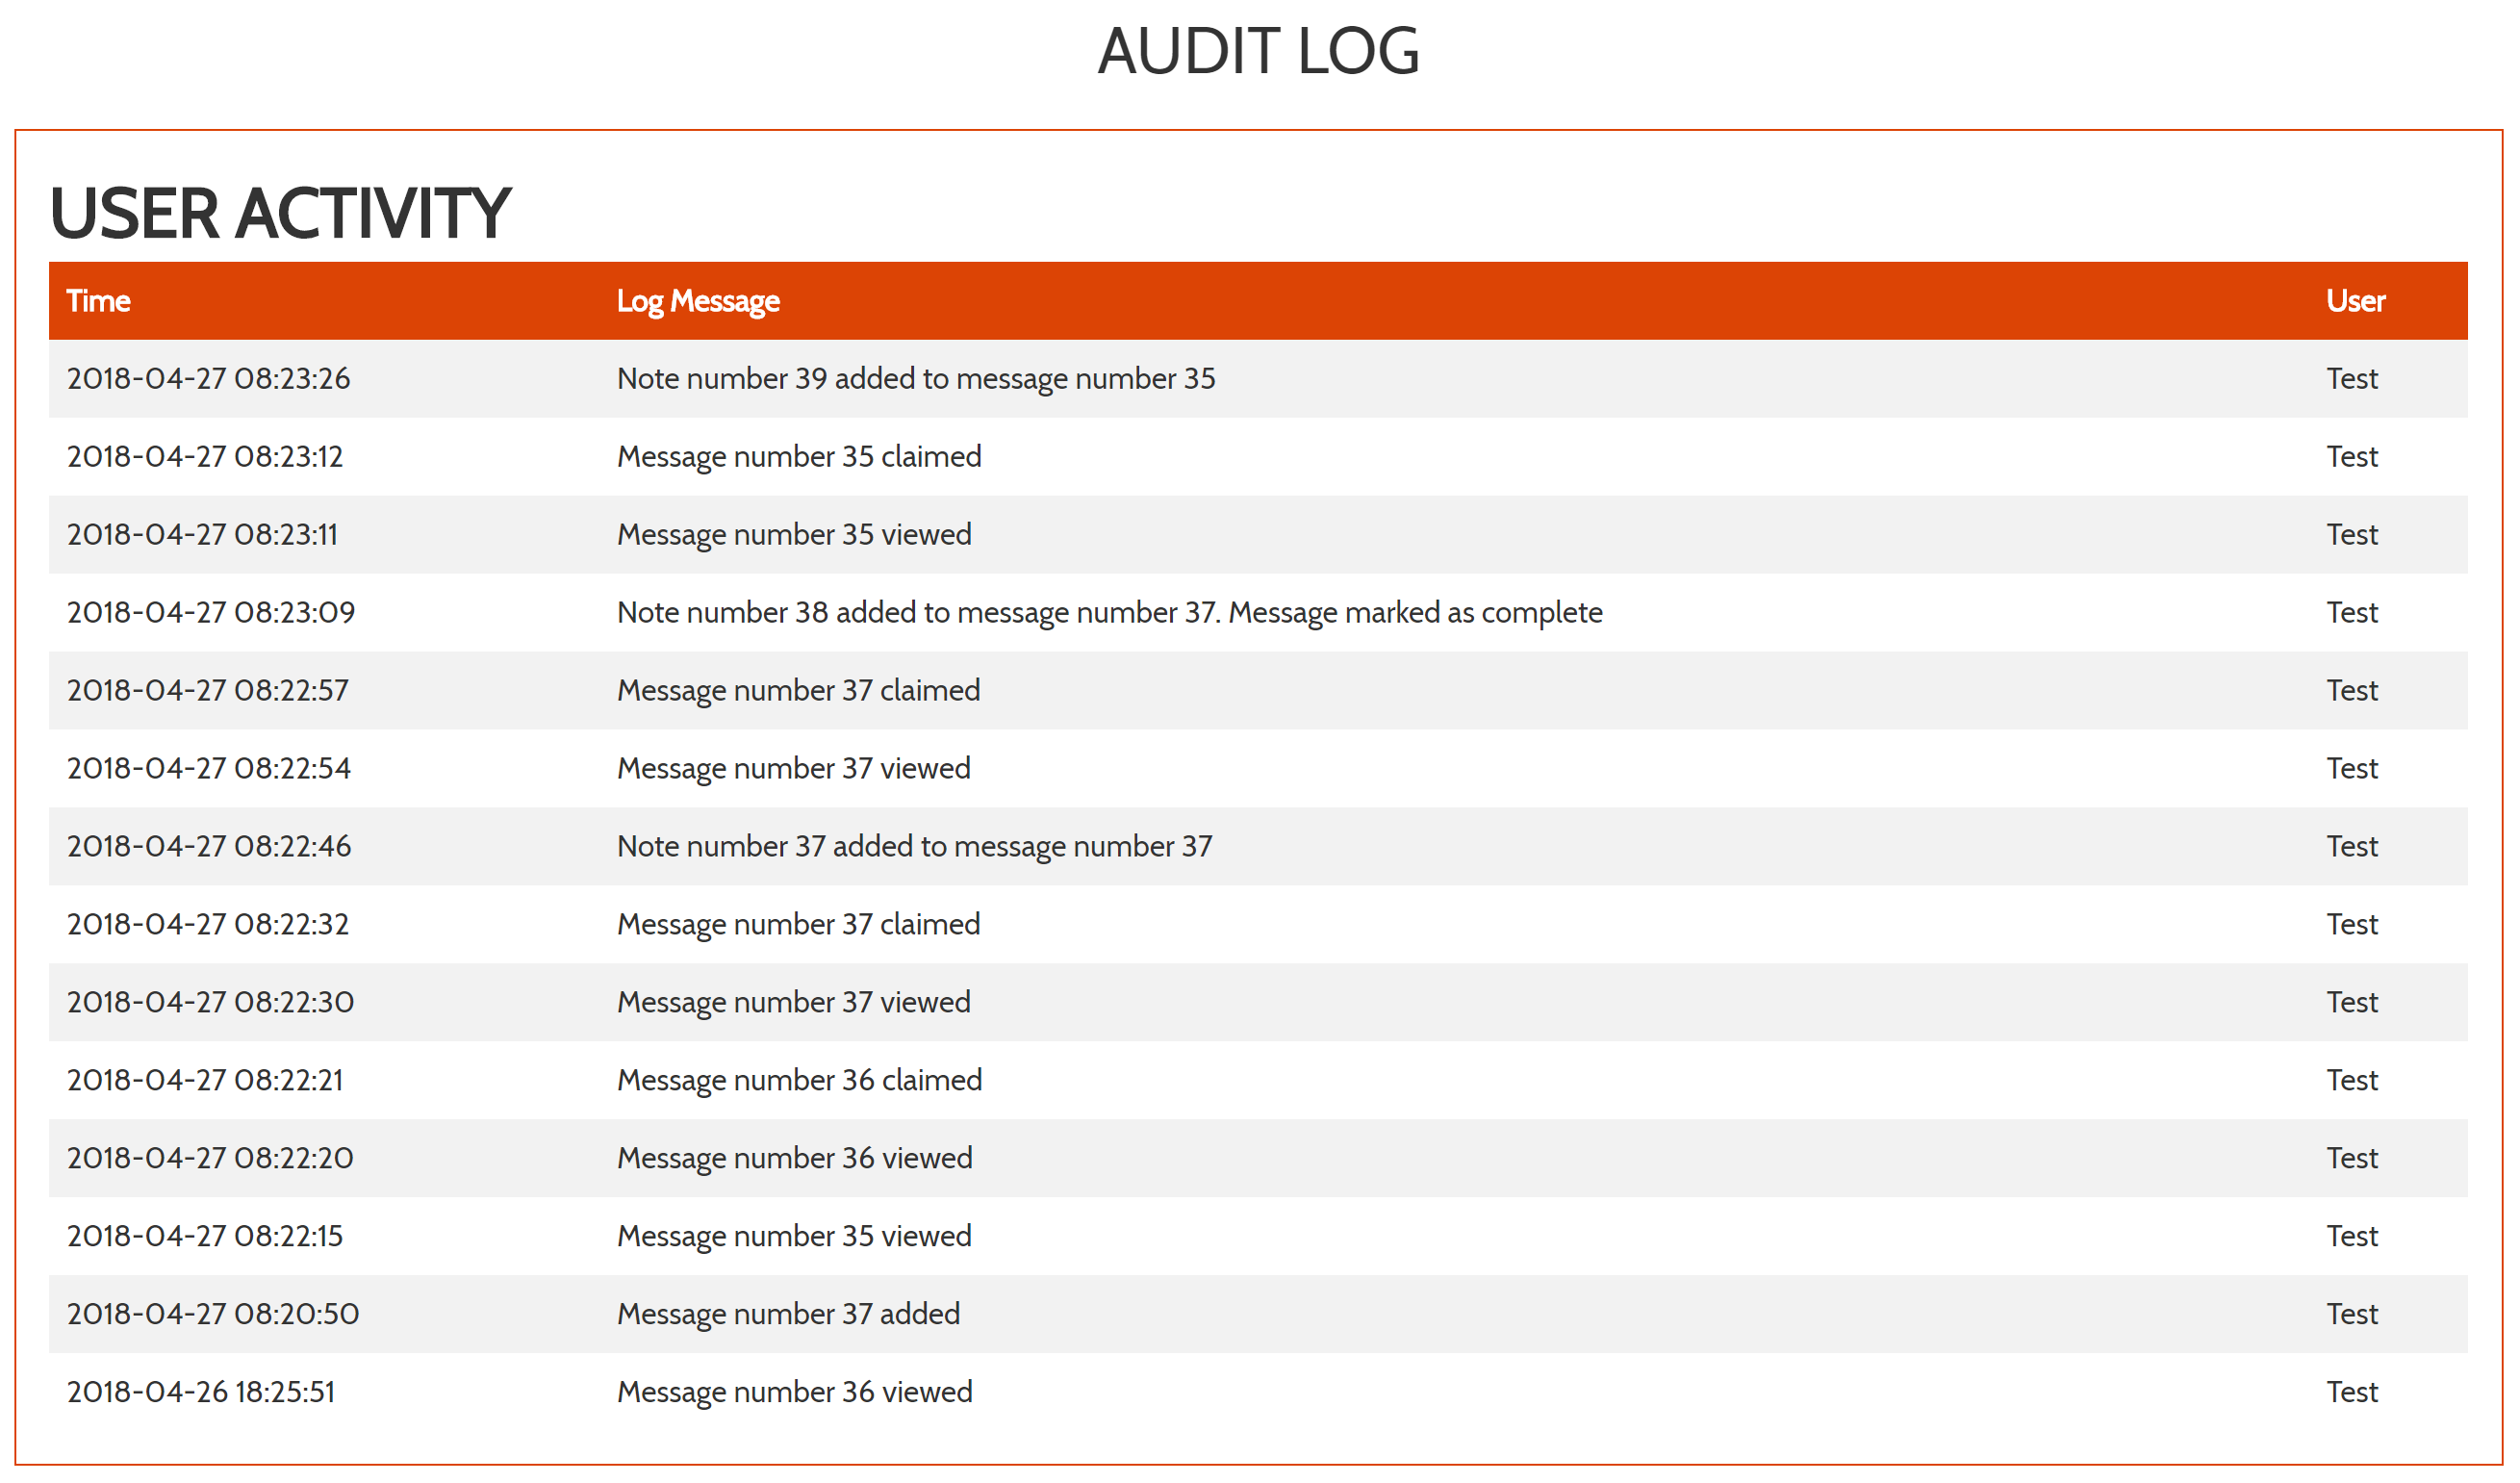 AUDIT LOG
USER ACTIVITY
Time Log Message User
2018-04-27 08:23:26 Note number 39 added to message number 35 Test
2018-04-27 08:23:12 Message number 35 claimed Test
2018-04-27 08:23:11 Message number 35 viewed Test
2018-04-27 08:23:09 Note number 38 added to message number 37. Message marked as complete Test
2018-04-27 08:22:57 Message number 37 claimed Test
2018-04-27 08:22:54 Message number 37 viewed Test
2018-04-27 08:22:46 Note number 37 added to message number 37 Test
2018-04-27 08:22:32 Message number 37 claimed Test
2018-04-27 08:22:30 Message number 37 viewed Test
2018-04-27 08:22:21 Message number 36 claimed Test
2018-04-27 08:22:20 Message number 36 viewed Test
2018-04-27 08:22:15 Message number 35 viewed Test
2018-04-27 08:20:50 Message number 37 added Test
2018-04-26 18:25:51 Message number 36 viewed Test